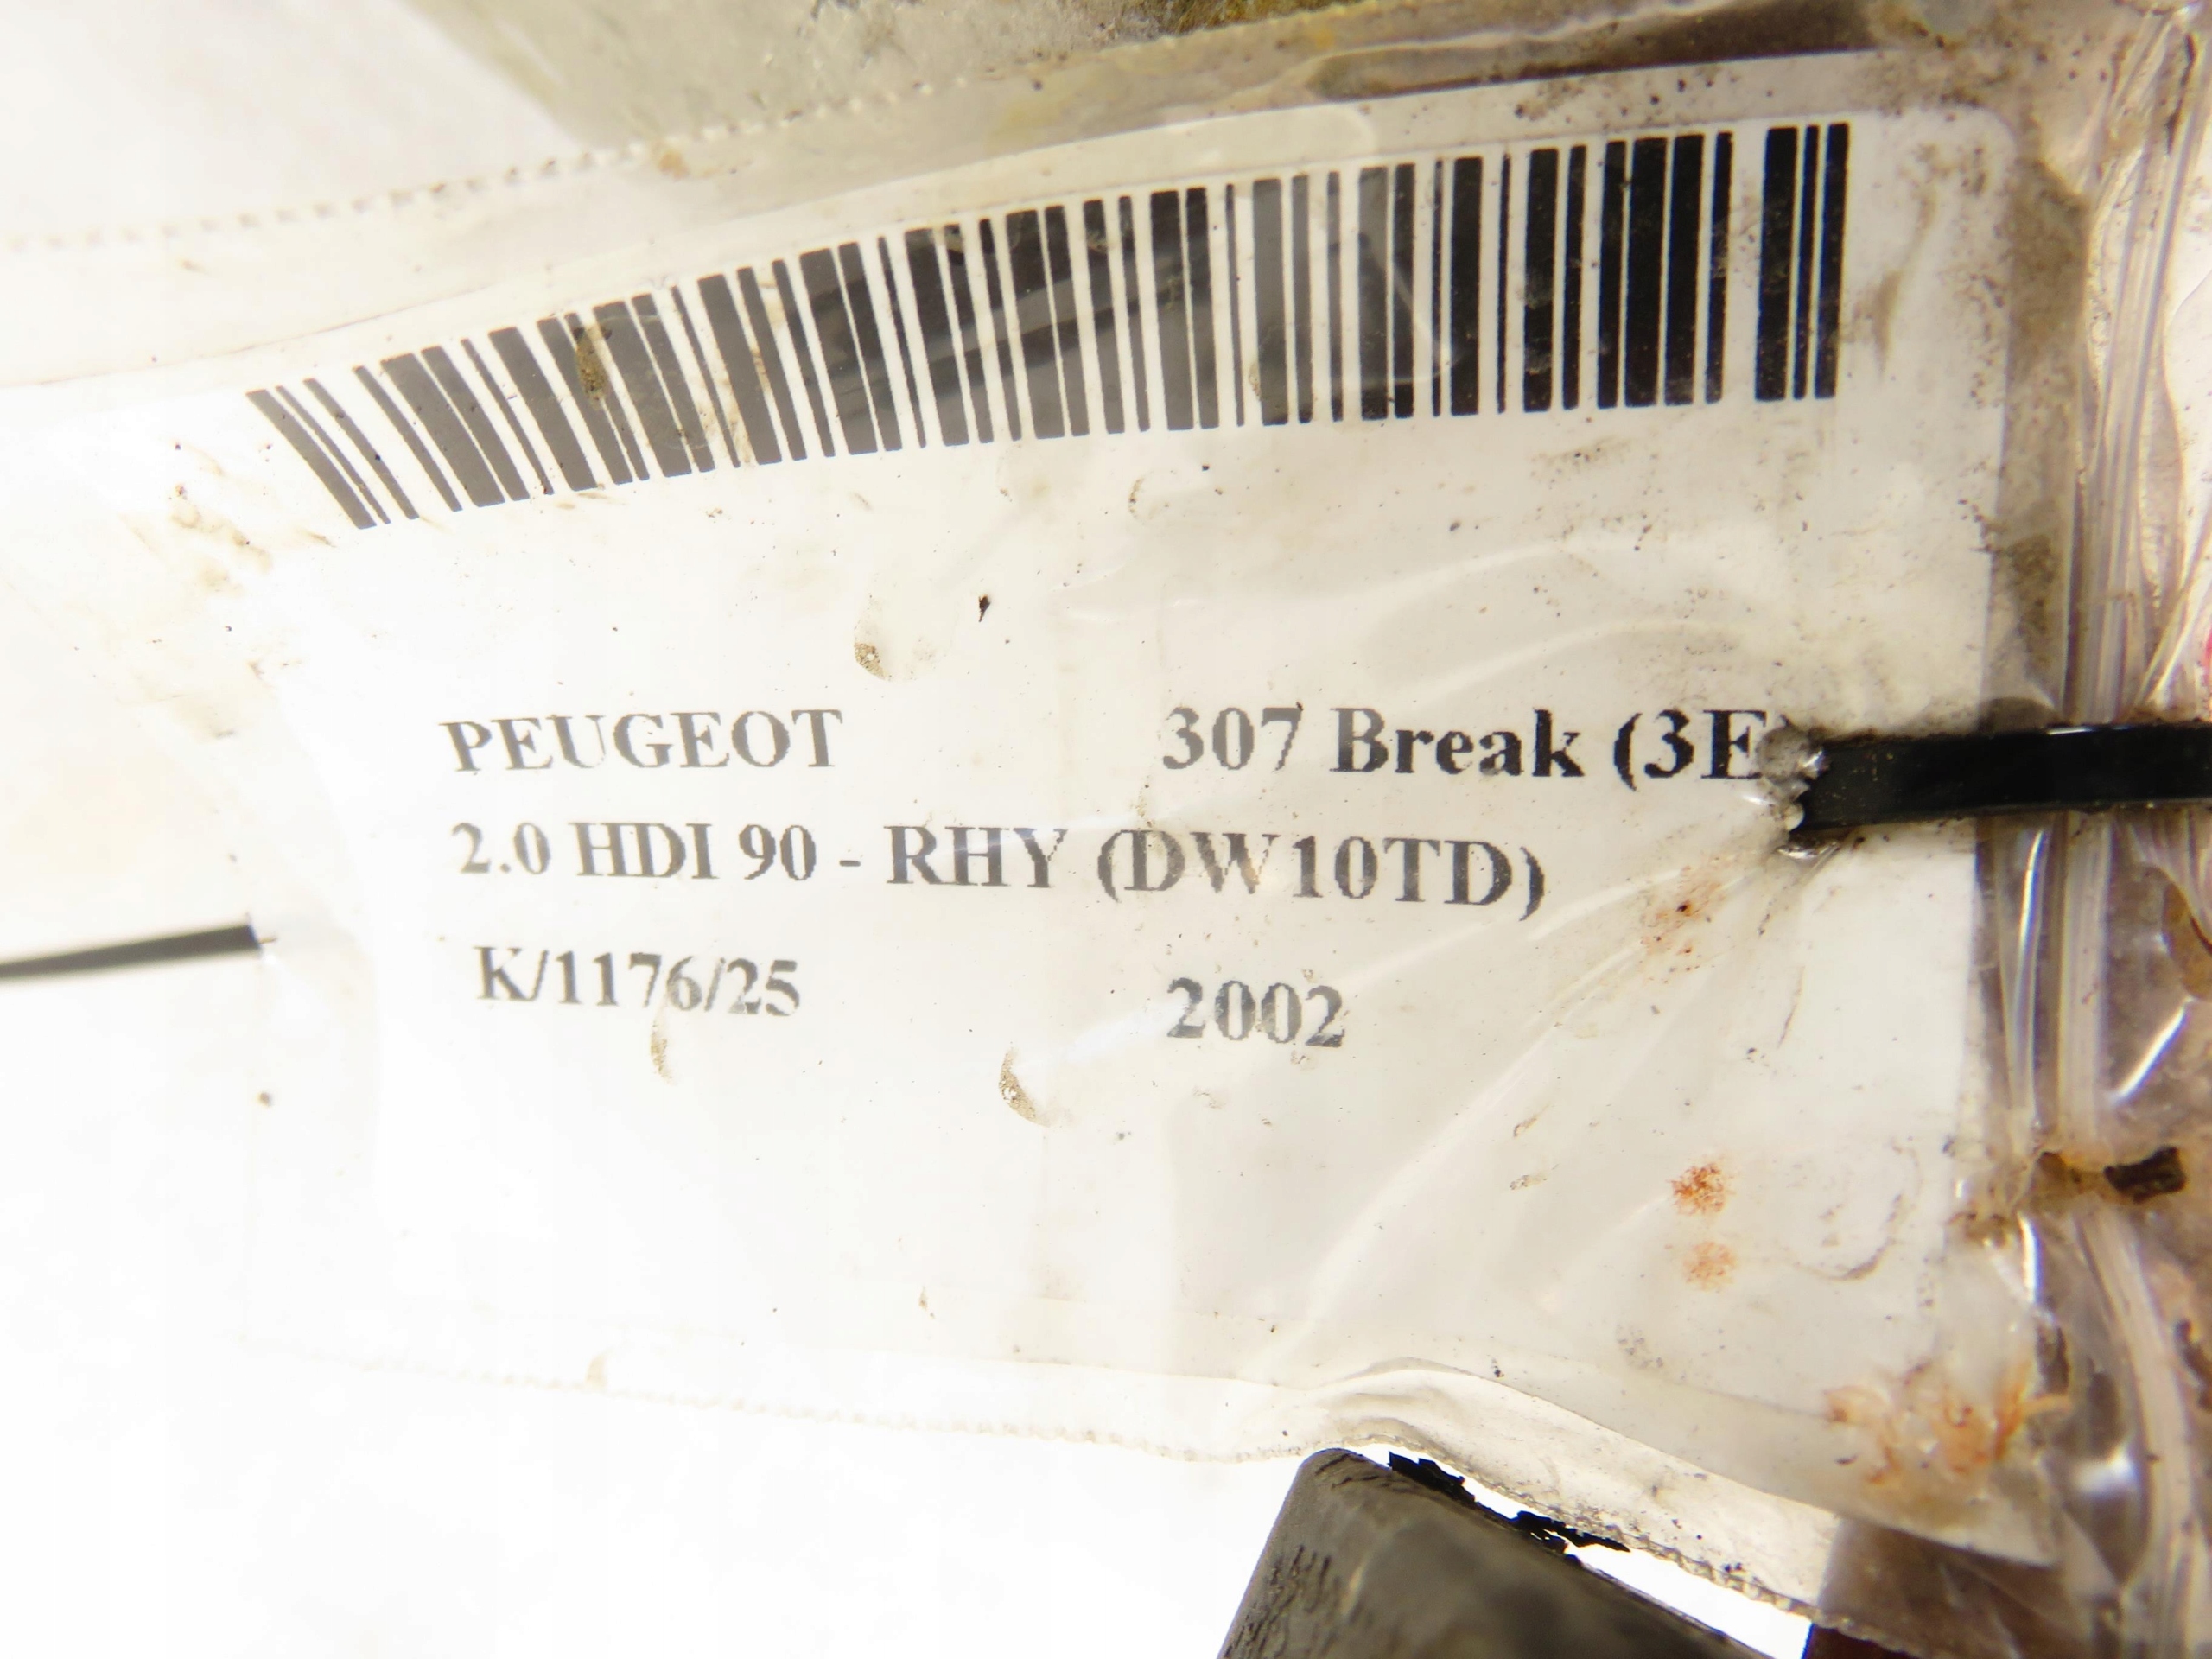 PEUGEOT 307 Break (3E)
2.0 HDI 90 - RHY (DW10TD)
K/1176/25 2002